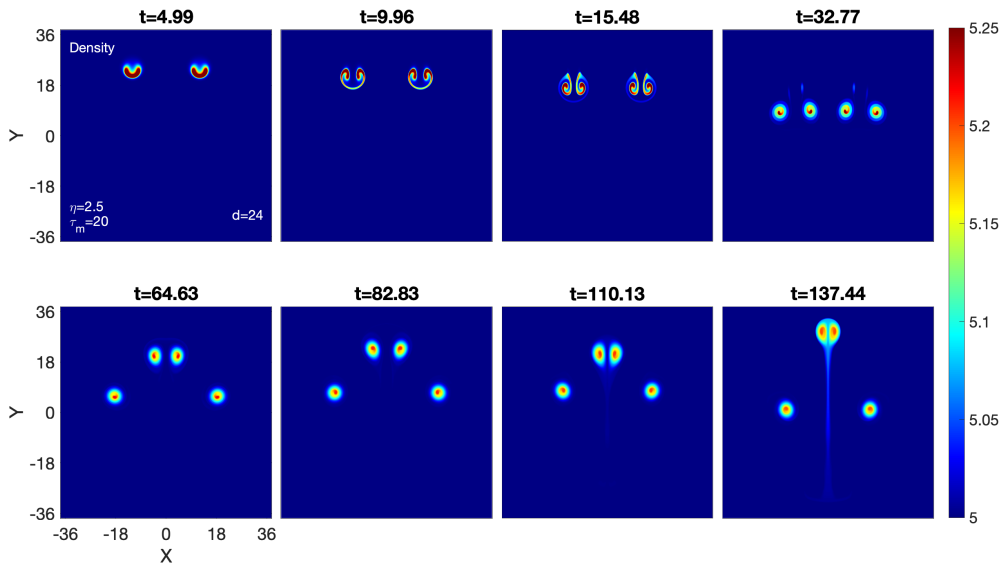 t=4.99
t=9.96
t=15.48
t=32.77
36
18
0
-18
-36
Y
Density
η=2.5
τm=20
d=24
t=64.63
t=82.83
t=110.13
t=137.44
36
18
0
-18
-36
Y
-36 -18 0 18 36
X
5.25
5.2
5.15
5.1
5.05
5